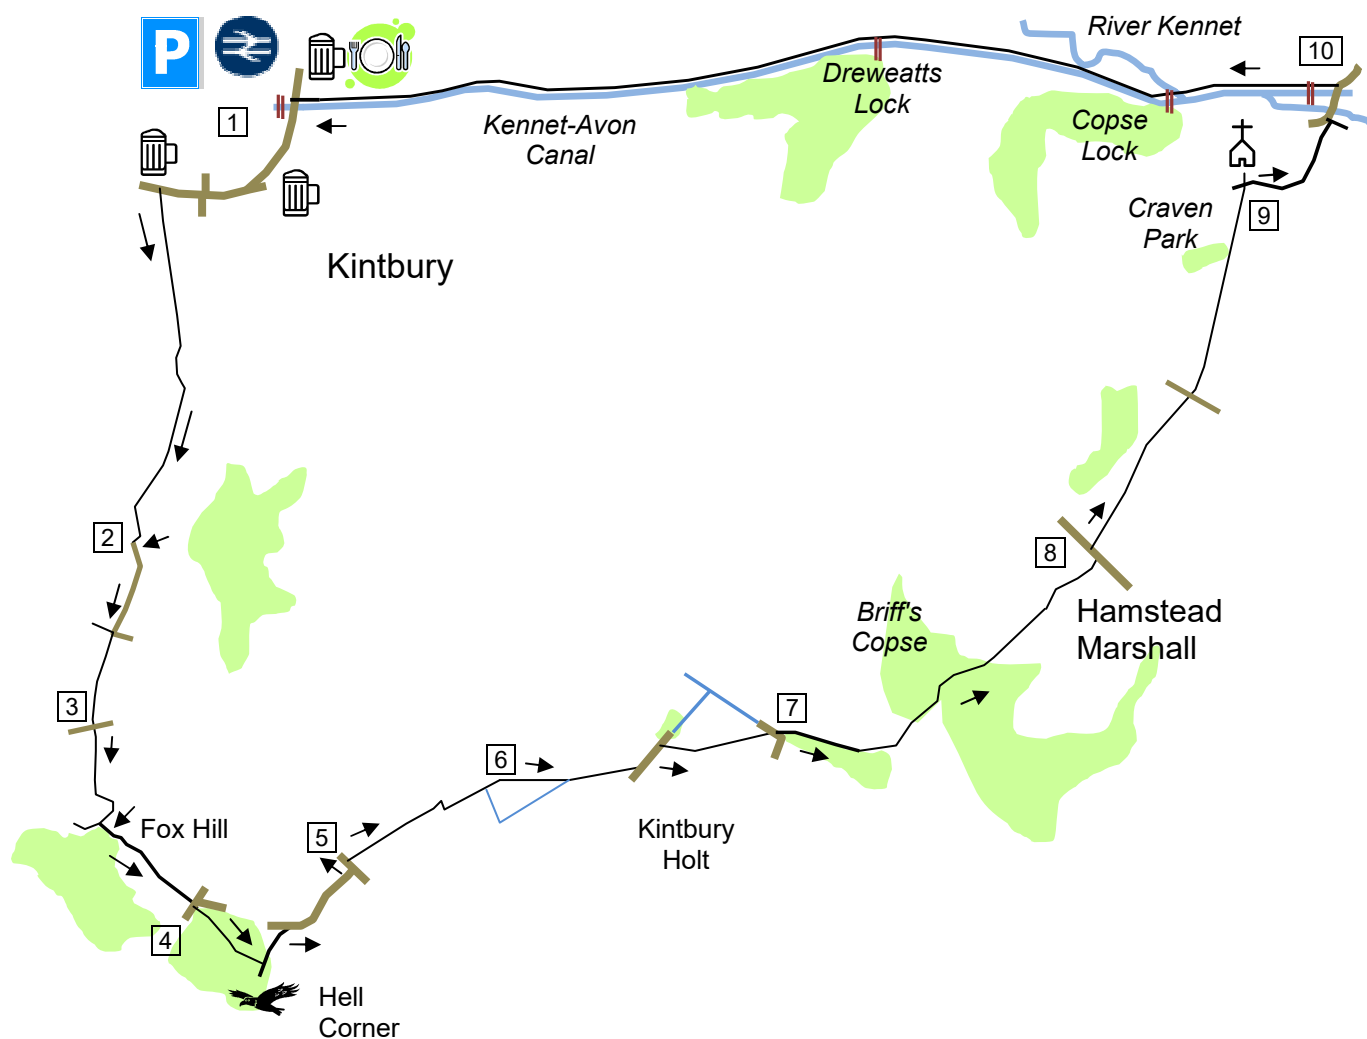 River Kennet
10
P
Dreweatts
Lock
1
Kennet-Avon
Canal
Copse
Lock
Craven
Park
9
Kintbury
2
8
Briff's
Copse
Hamstead
Marshall
3
7
6
Fox Hill
5
Kintbury
Holt
4
Hell
Corner